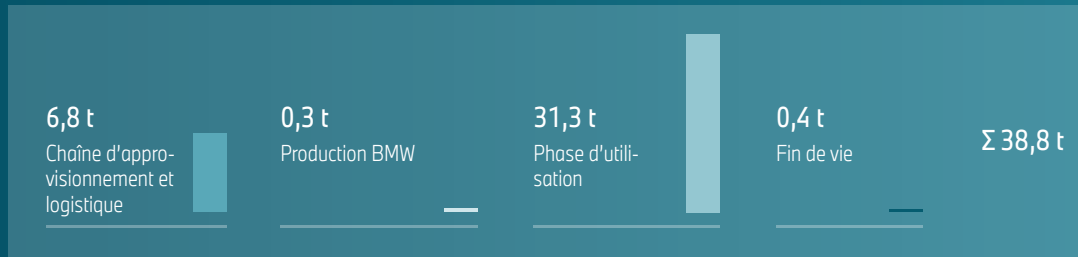 6,8 t
Chaîne d'appro-
visionnement et
logistique
0,3 t
Production BMW
31,3 t
Phase d'utili-
sation
0,4 t
Fin de vie
Σ 38,8 t